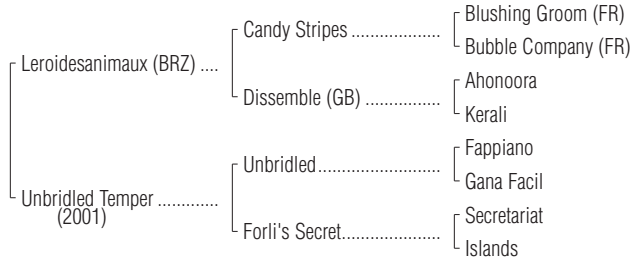 Blushing Groom (FR)
Candy Stripes ...................
Bubble Company (FR)
Leroidesanimaux (BRZ) ....
Ahonoora
Dissemble (GB) ................
Kerali
Fappiano
Unbridled.......................
Gana Facil
Unbridled Temper .............
(2001)
Secretariat
Forli's Secret.....................
Islands